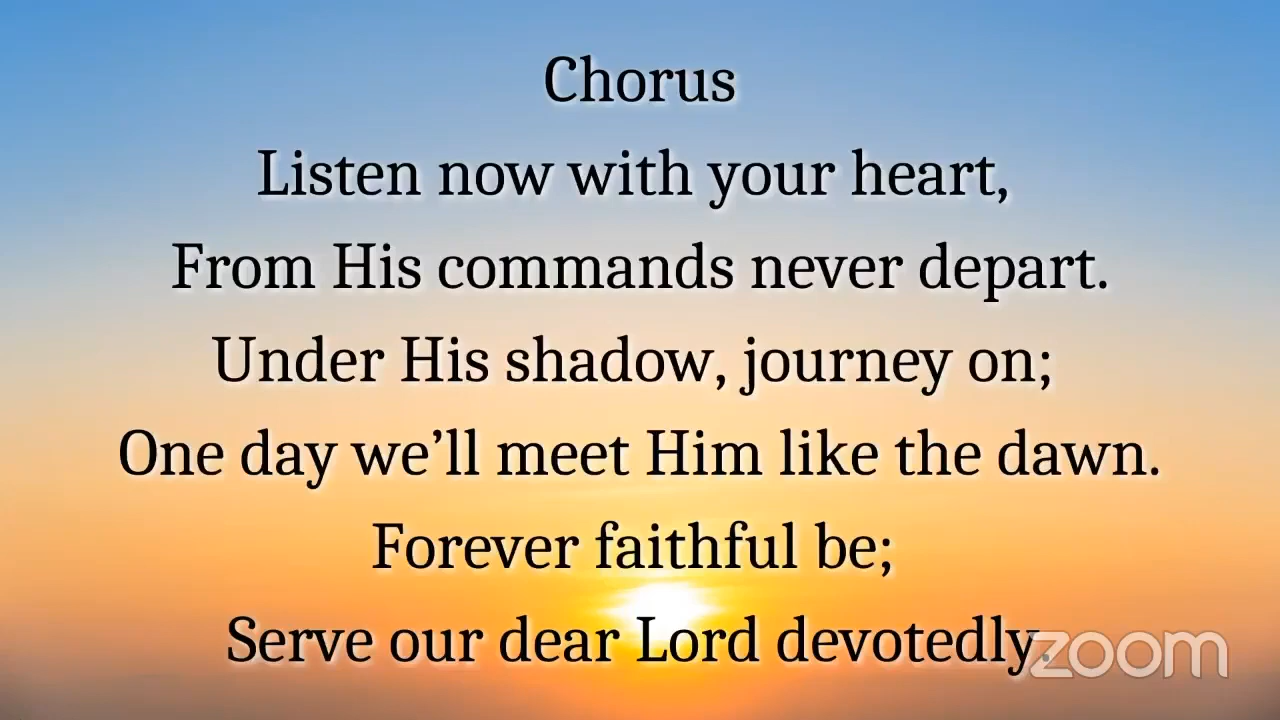 Chorus
Listen now with your heart,
From His commands never depart.
Under His shadow, journey on;
One day we’ll meet Him like the dawn.
Forever faithful be;
Serve our dear Lord devotedly.
zoom